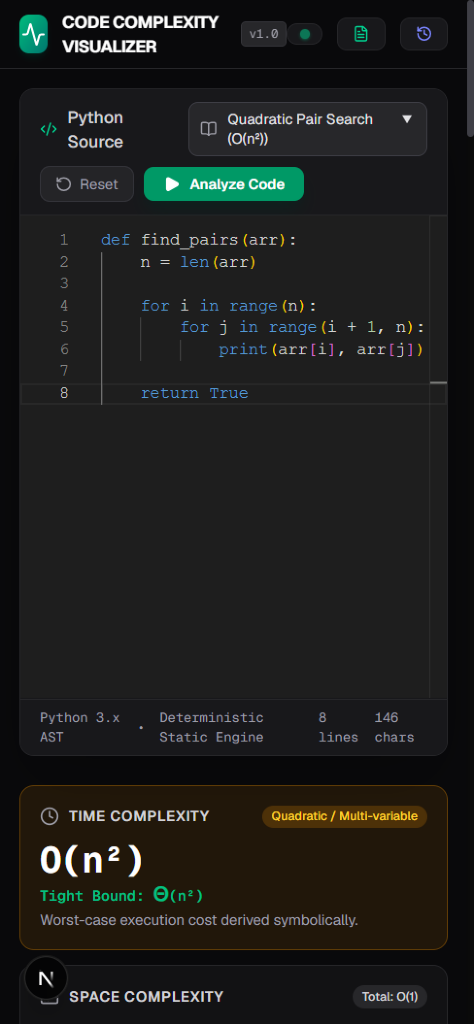 CODE COMPLEXITY
VISUALIZER
v1.0
Python
Source
Quadratic Pair Search
(O(n²))
▼
Reset
Analyze Code
1 def find_pairs(arr):
2     n = len(arr)
3
4     for i in range(n):
5         for j in range(i + 1, n):
6             print(arr[i], arr[j])
7
8     return True
Python 3.x
AST
•
Deterministic
Static Engine
8
lines
146
chars
TIME COMPLEXITY
Quadratic / Multi-variable
O(n²)
Tight Bound: Θ(n²)
Worst-case execution cost derived symbolically.
N
SPACE COMPLEXITY
Total: O(1)